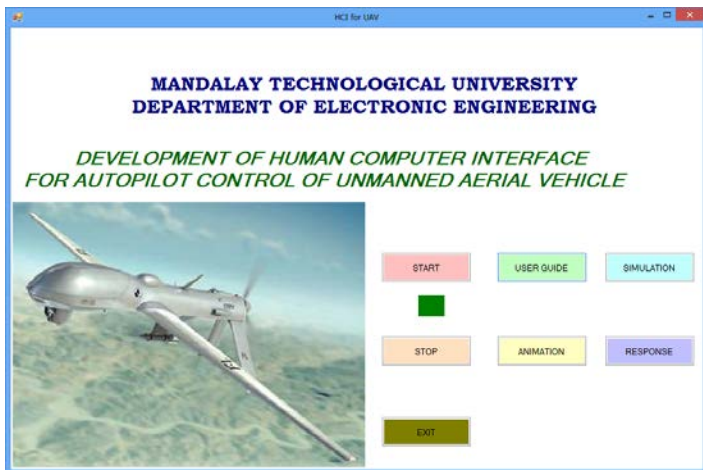 HCI for UAV
MANDALAY TECHNOLOGICAL UNIVERSITY
DEPARTMENT OF ELECTRONIC ENGINEERING
DEVELOPMENT OF HUMAN COMPUTER INTERFACE
FOR AUTOPILOT CONTROL OF UNMANNED AERIAL VEHICLE
START
USER GUIDE
SIMULATION
STOP
ANIMATION
RESPONSE
EXIT